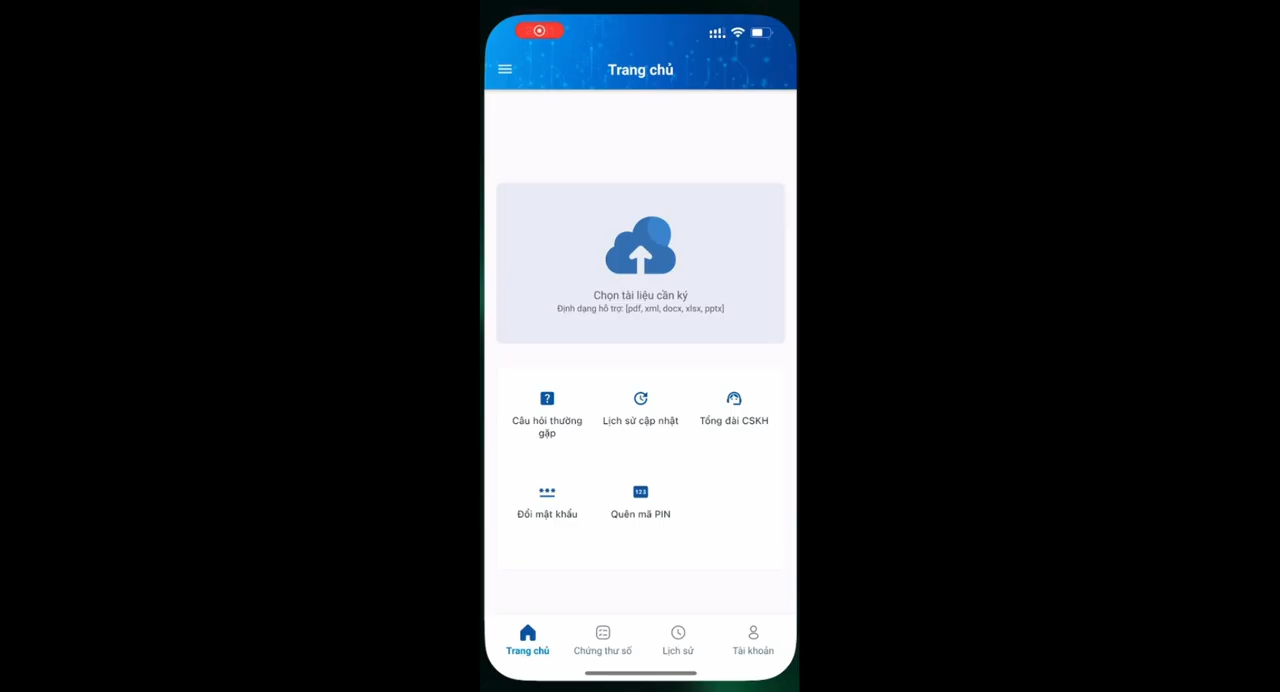 Trang chủ
Chọn tài liệu cần ký
Định dạng hỗ trợ: [pdf, xml, docx, xlsx, pptx]
Câu hỏi thường
gặp
Lịch sử cập nhật
Tổng đài CSKH
Đổi mật khẩu
123
Quên mã PIN
Trang chủ
Chứng thư số
Lịch sử
Tài khoản